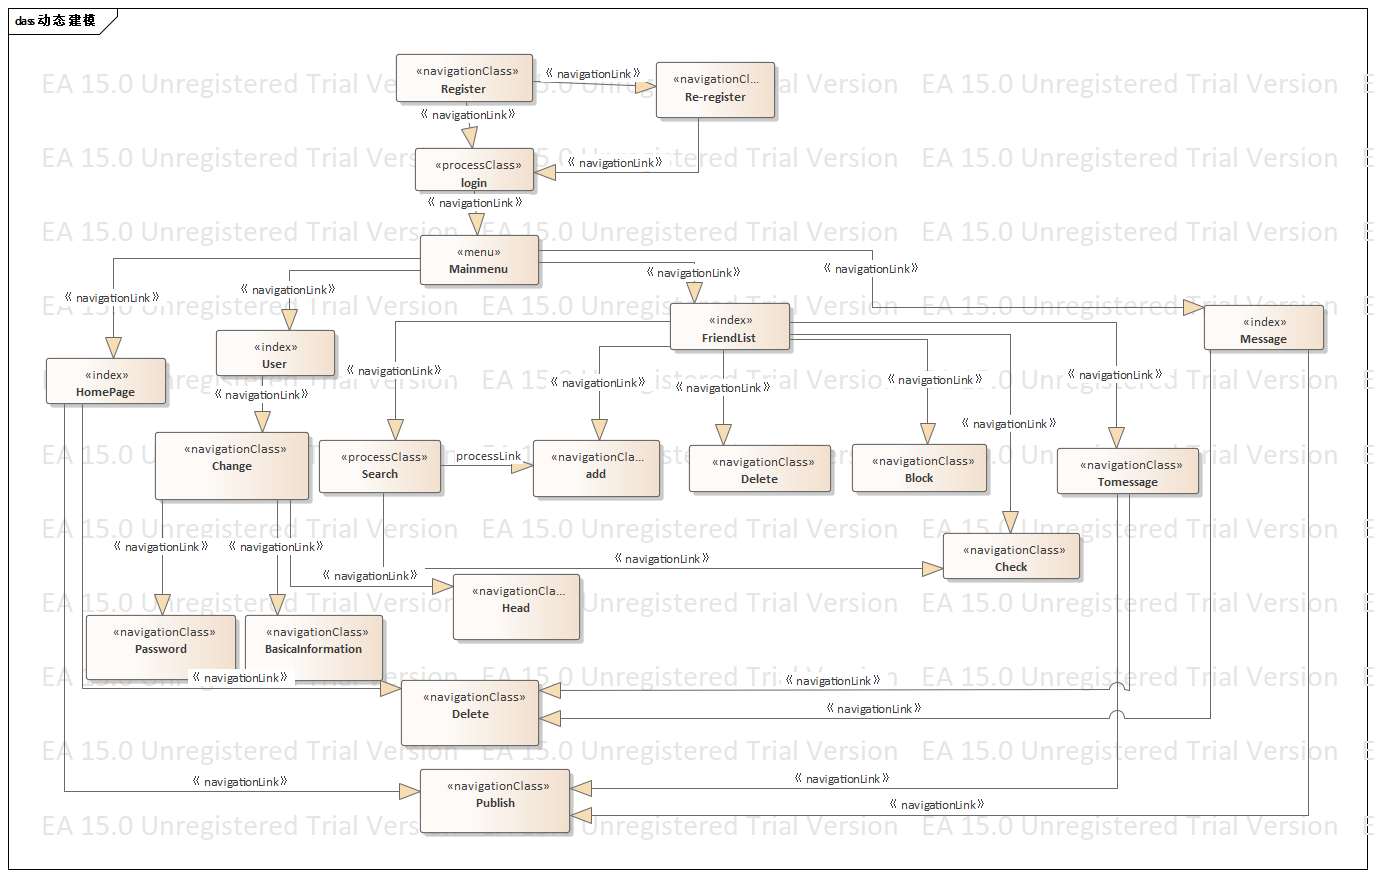 dass 动态建模
«navigationClass»
Register
《 navigationLink》
«navigationCl...
Re-register
《 navigationLink》
«processClass»
login
《 navigationLink》
《 navigationLink》
«menu»
Mainmenu
《 navigationLink》
《 navigationLink》
《 navigationLink》
《 navigationLink》
«index»
HomePage
«index»
User
«index»
FriendList
«index»
Message
《 navigationLink》
《 navigationLink》
《 navigationLink》
《 navigationLink》
《 navigationLink》
《 navigationLink》
《 navigationLink》
«navigationClass»
Change
«processClass»
Search
processLink
«navigationCla...
add
«navigationClass»
Delete
«navigationClass»
Block
«navigationClass»
Tomessage
《 navigationLink》
《 navigationLink》
《 navigationLink》
《 navigationLink》
«navigationClass»
Check
«navigationCla...
Head
«navigationClass»
Password
«navigationClass»
BasicaInformation
《 navigationLink》
«navigationClass»
Delete
《 navigationLink》
《 navigationLink》
《 navigationLink》
«navigationClass»
Publish
《 navigationLink》
《 navigationLink》
EA 15.0 Unregistered Trial Version